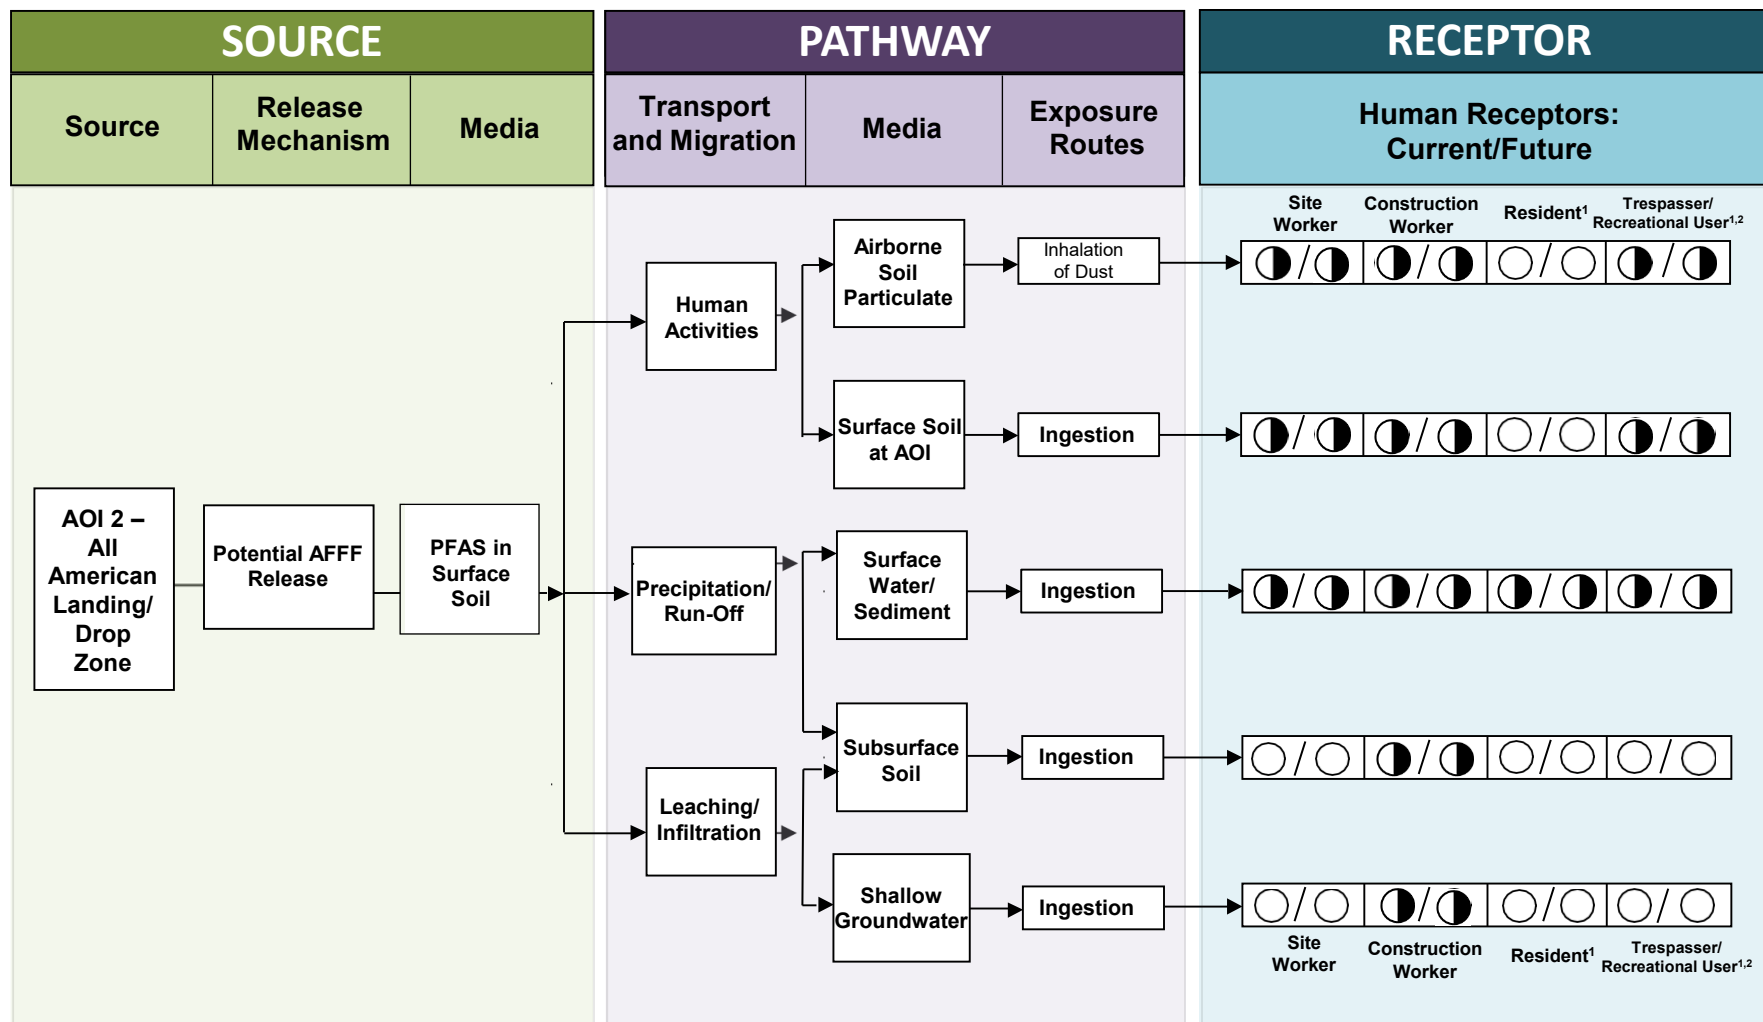 SOURCE
PATHWAY
RECEPTOR
Source
Release
Mechanism
Media
Transport
and Migration
Media
Exposure
Routes
Human Receptors:
Current/Future
Site
Worker
Construction
Worker
Resident¹
Trespasser/
Recreational User¹,²
AOI 2 –
All
American
Landing/
Drop
Zone
Potential AFFF
Release
PFAS in
Surface
Soil
Human
Activities
Airborne
Soil
Particulate
Inhalation
of Dust
/ / / /
Surface Soil
at AOI
Ingestion
/ / / /
Precipitation/
Run-Off
Surface
Water/
Sediment
Ingestion
/ / / /
Subsurface
Soil
Ingestion
/ / / /
Leaching/
Infiltration
Shallow
Groundwater
Ingestion
/ / / /
Site
Worker
Construction
Worker
Resident¹
Trespasser/
Recreational User¹,²